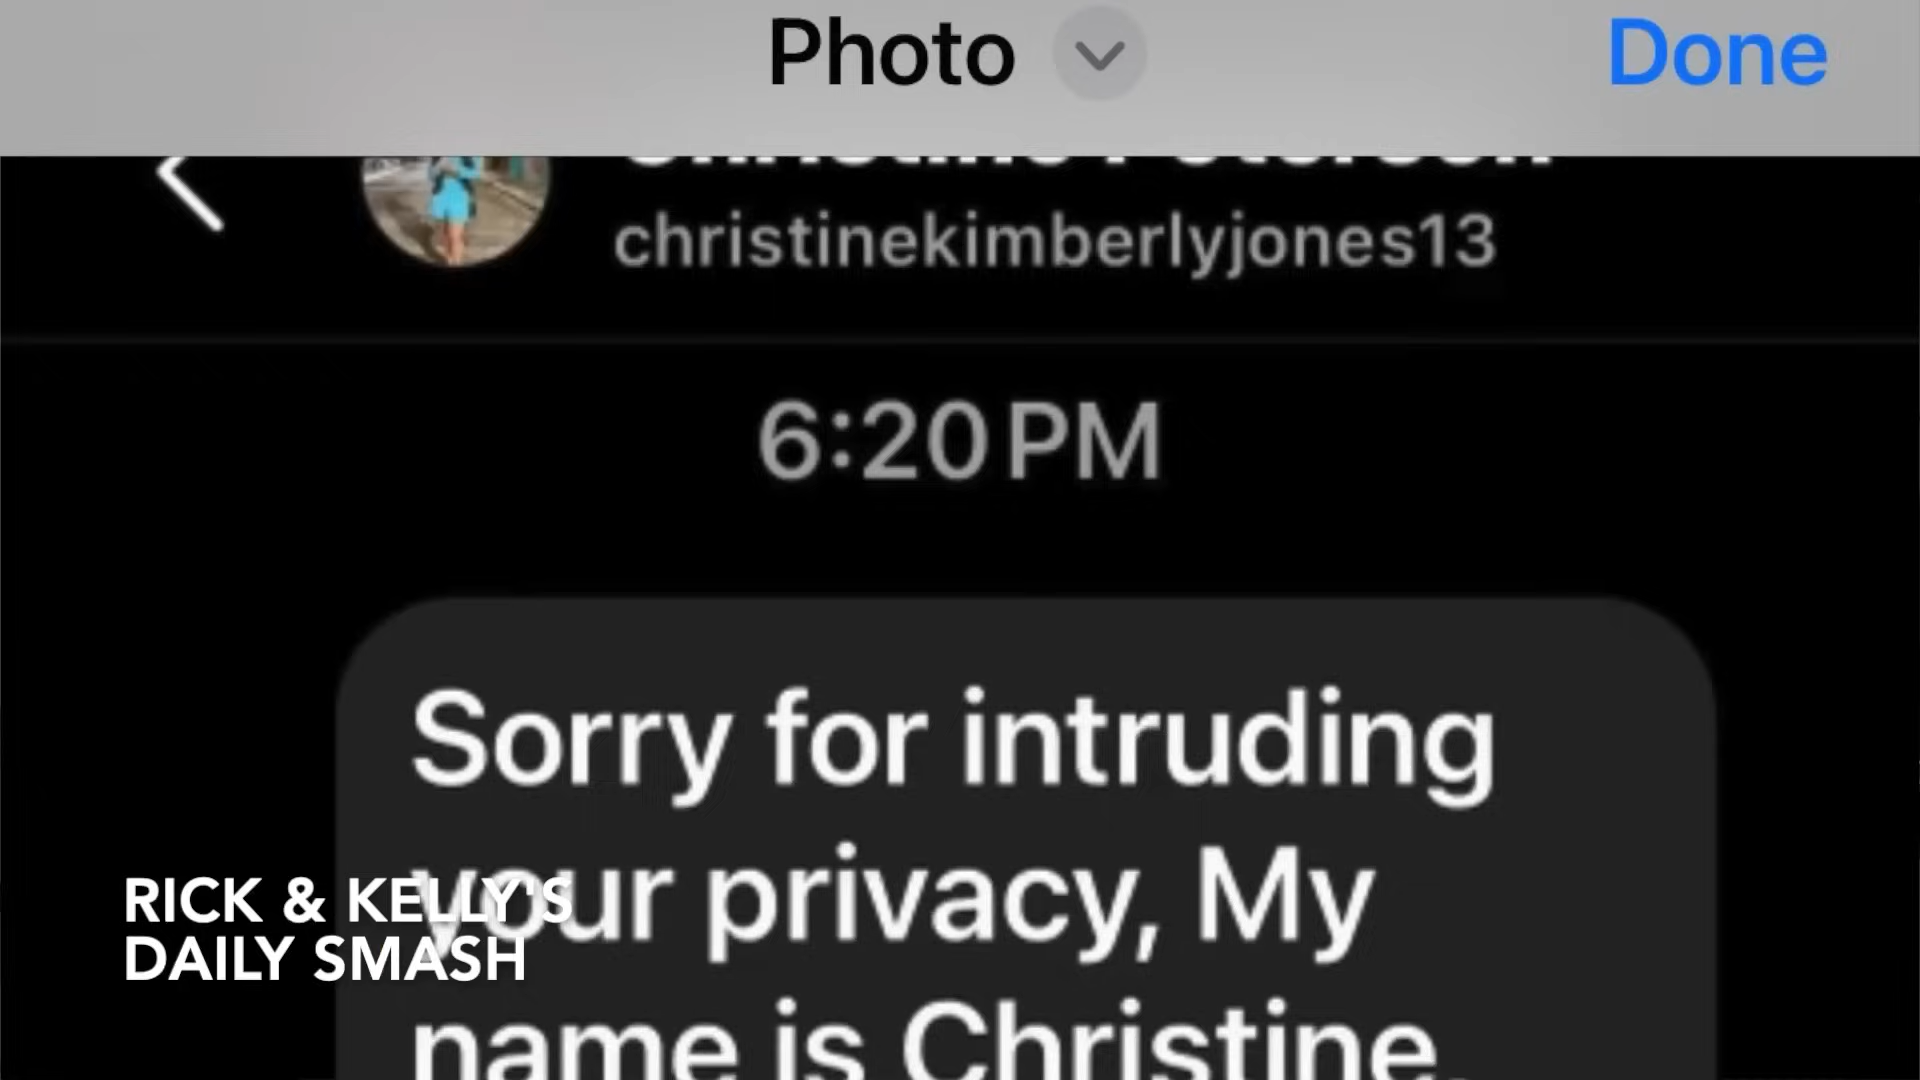 Photo
Done
christinekimberlyjones13
6:20 PM
Sorry for intruding
your privacy, My
name is Christine.
RICK & KELLY'S
DAILY SMASH